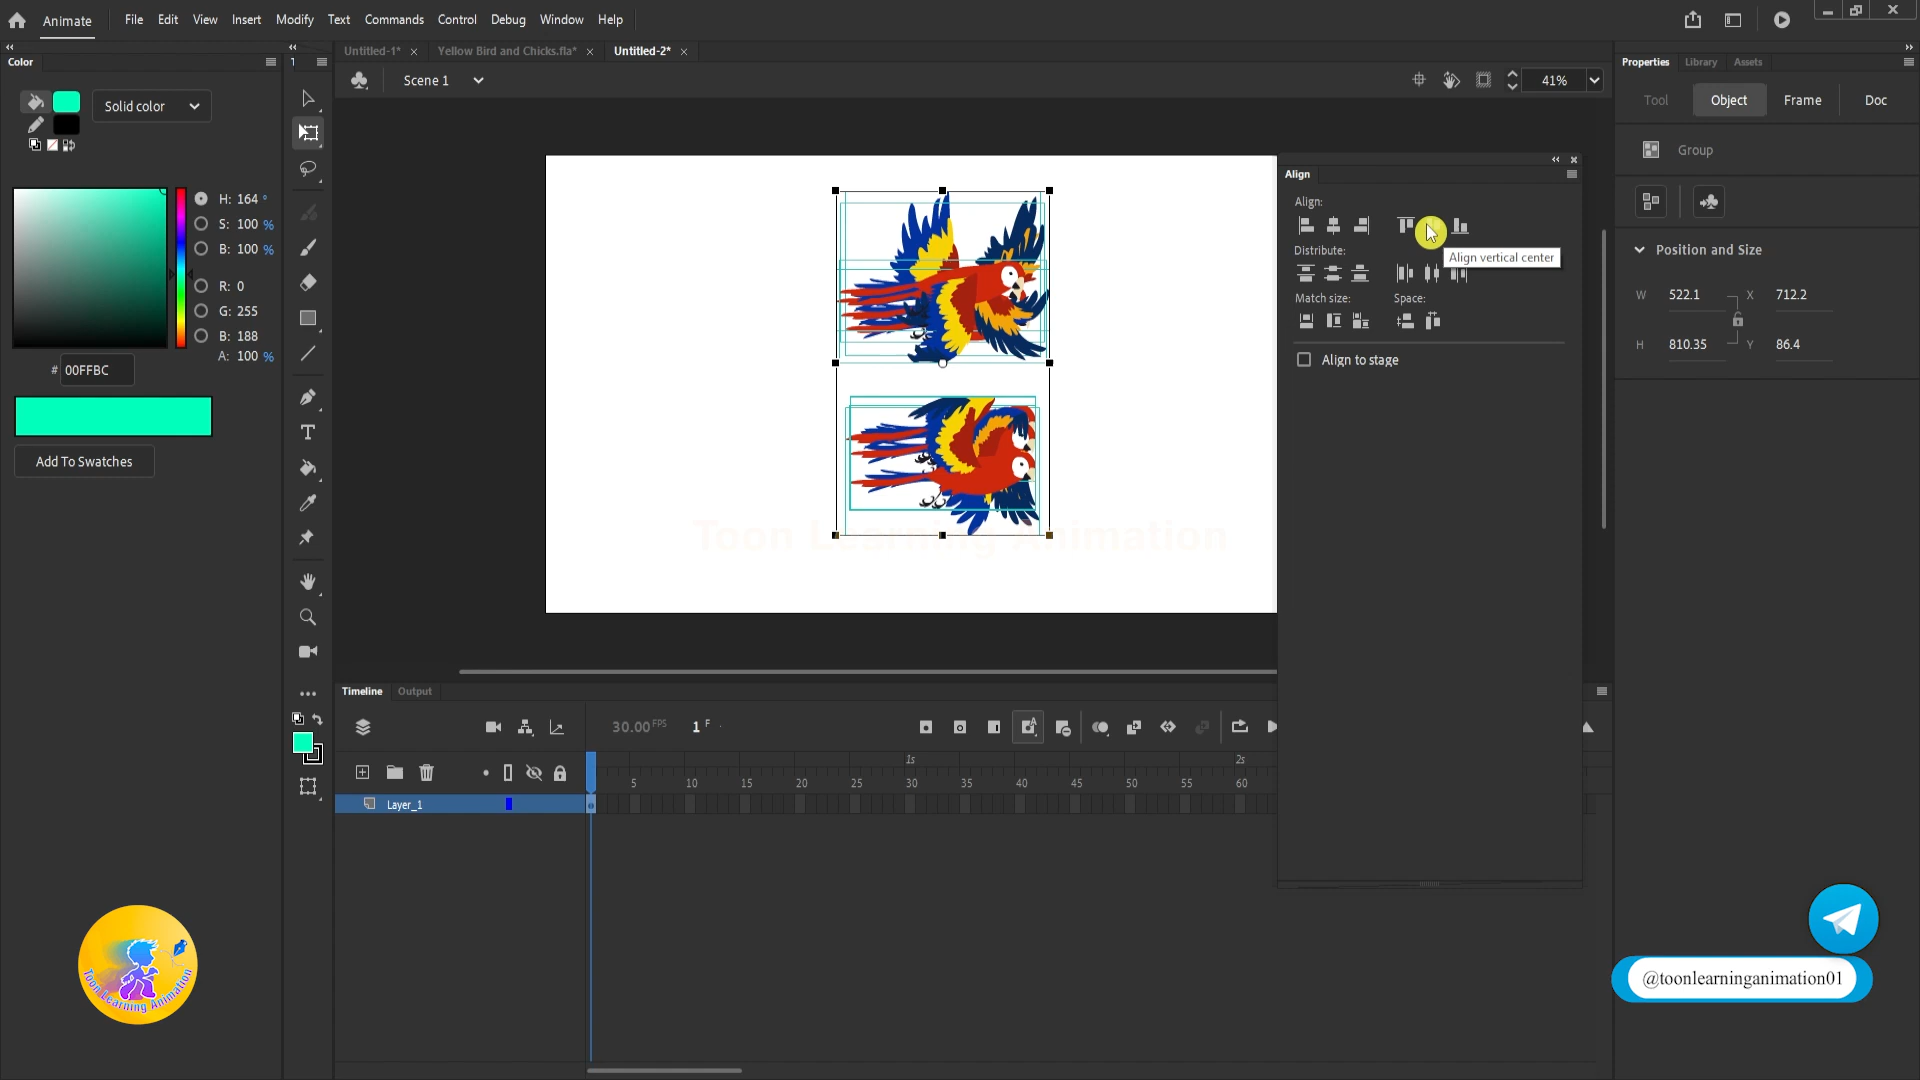 Animate File Edit View Insert Modify Text Commands Control Debug Window Help
Untitled-1* Yellow Bird and Chicks.fla* Untitled-2*
Color
Scene 1
41%
Properties Library Assets
Solid color
Tool Object Frame Doc
Group
H: 164 °
S: 100 %
B: 100 %
R: 0
G: 255
B: 188
A: 100 %
# 00FFBC
Add To Swatches
Align
Align:
Distribute:
Align vertical center
Match size: Space:
Align to stage
Position and Size
W 522.1 X 712.2
H 810.35 Y 86.4
Toon Learning Animation
Timeline Output
30.00 FPS 1 F
1s 2s
5 10 15 20 25 30 35 40 45 50 55 60
Layer_1
Toon Learning Animation
@toonlearninganimation01